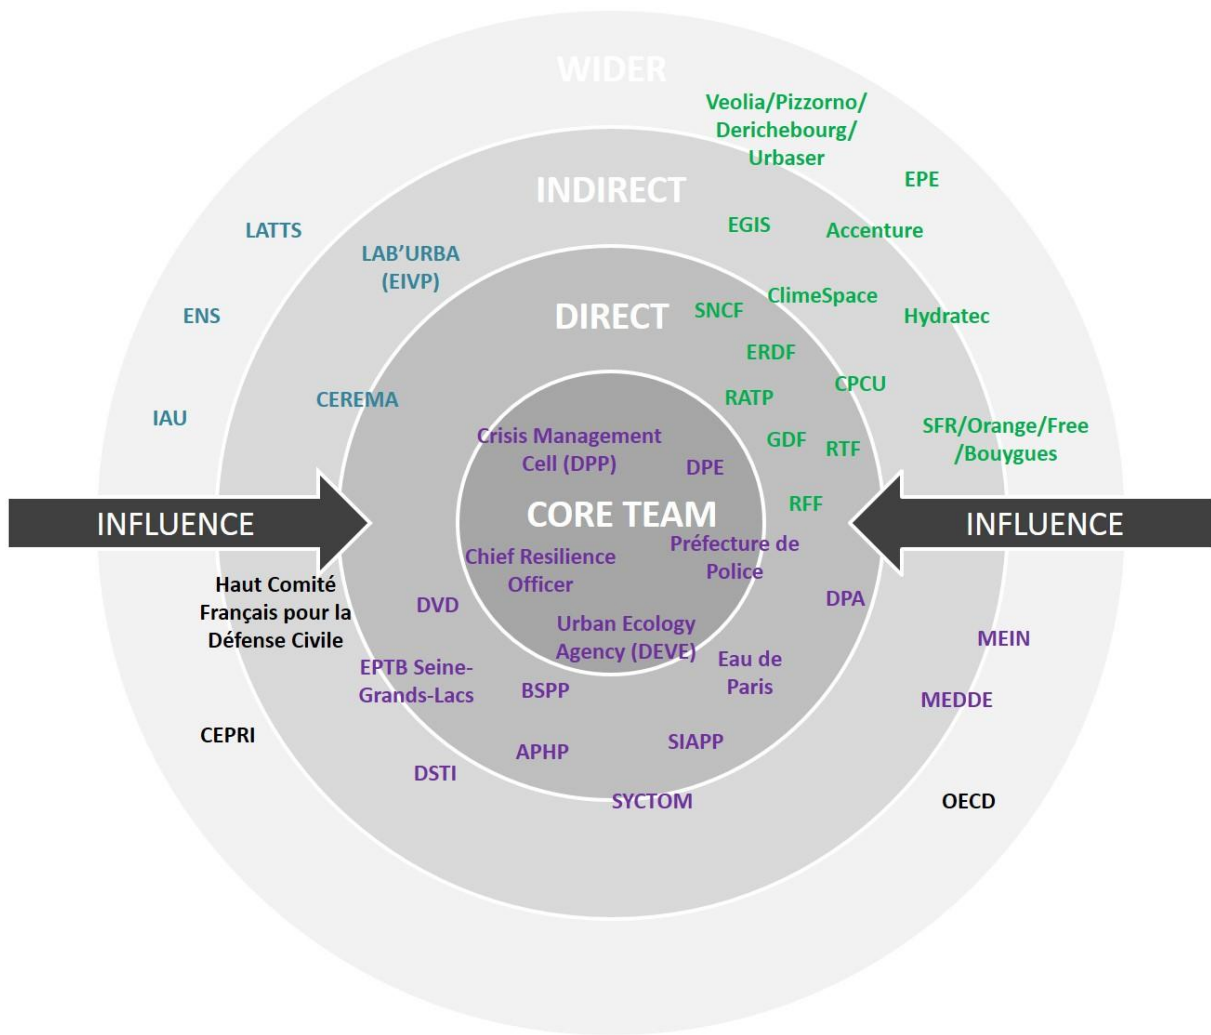 WIDER
Veolia/Pizzorno/
Derichebourg/
Urbaser
EPE
INDIRECT
EGIS
Accenture
LATTS
LAB’URBA
(EIVP)
ENS
DIRECT
SNCF
ClimeSpace
Hydratec
ERDF
CPCU
RATP
CEREMA
IAU
SFR/Orange/Free
/Bouygues
GDF
RTF
Crisis Management
Cell (DPP)
DPE
RFF
CORE TEAM
INFLUENCE
INFLUENCE
Préfecture de
Police
Chief Resilience
Officer
Haut Comité
Français pour la
Défense Civile
DVD
DPA
Urban Ecology
Agency (DEVE)
MEIN
Eau de
Paris
EPTB Seine-
Grands-Lacs
BSPP
MEDDE
CEPRI
SIAPP
APHP
DSTI
SYCTOM
OECD